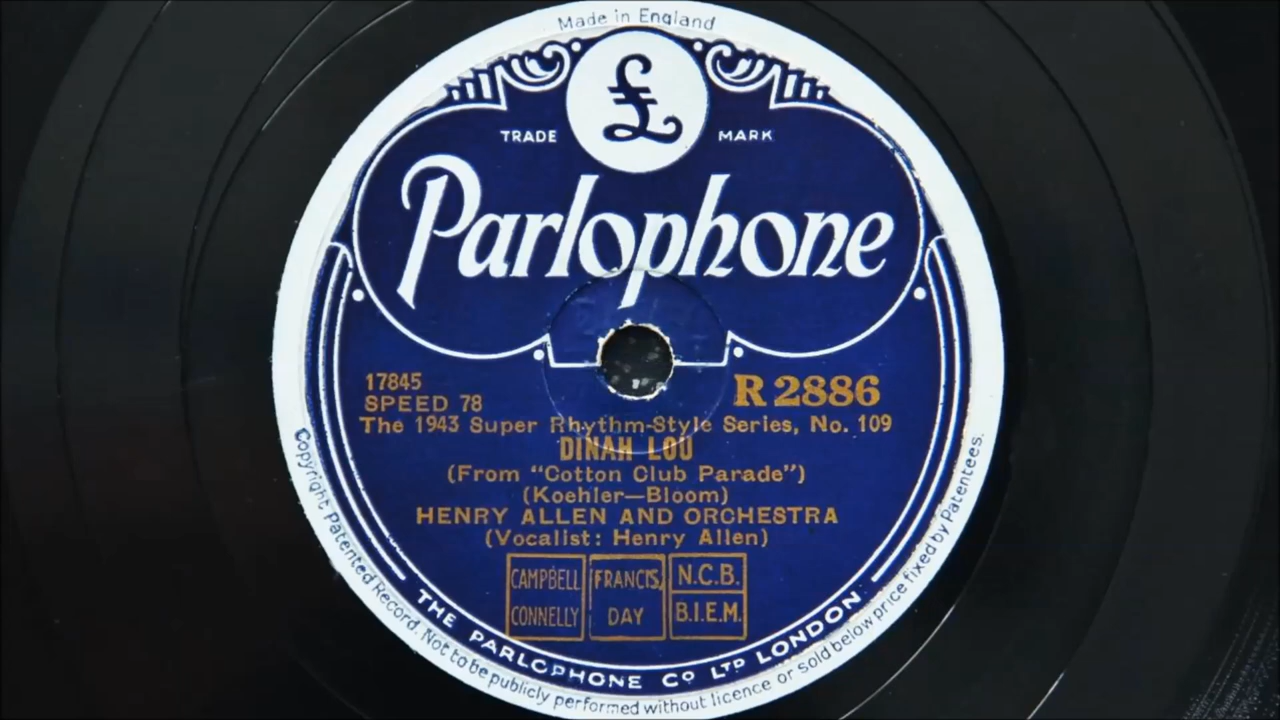 Made in England
£
TRADE MARK
Parlophone
17845
R 2886
SPEED 78
The 1943 Super Rhythm-Style Series, No. 109
DINAH LOU
(From "Cotton Club Parade")
(Koehler—Bloom)
HENRY ALLEN AND ORCHESTRA
(Vocalist: Henry Allen)
CAMPBELL CONNELLY
FRANCIS, DAY
N.C.B.
B.I.E.M.
THE PARLOPHONE Cº LTD LONDON
Copyright Patented Record. Not to be publicly performed without licence or sold below price fixed by Patentees.